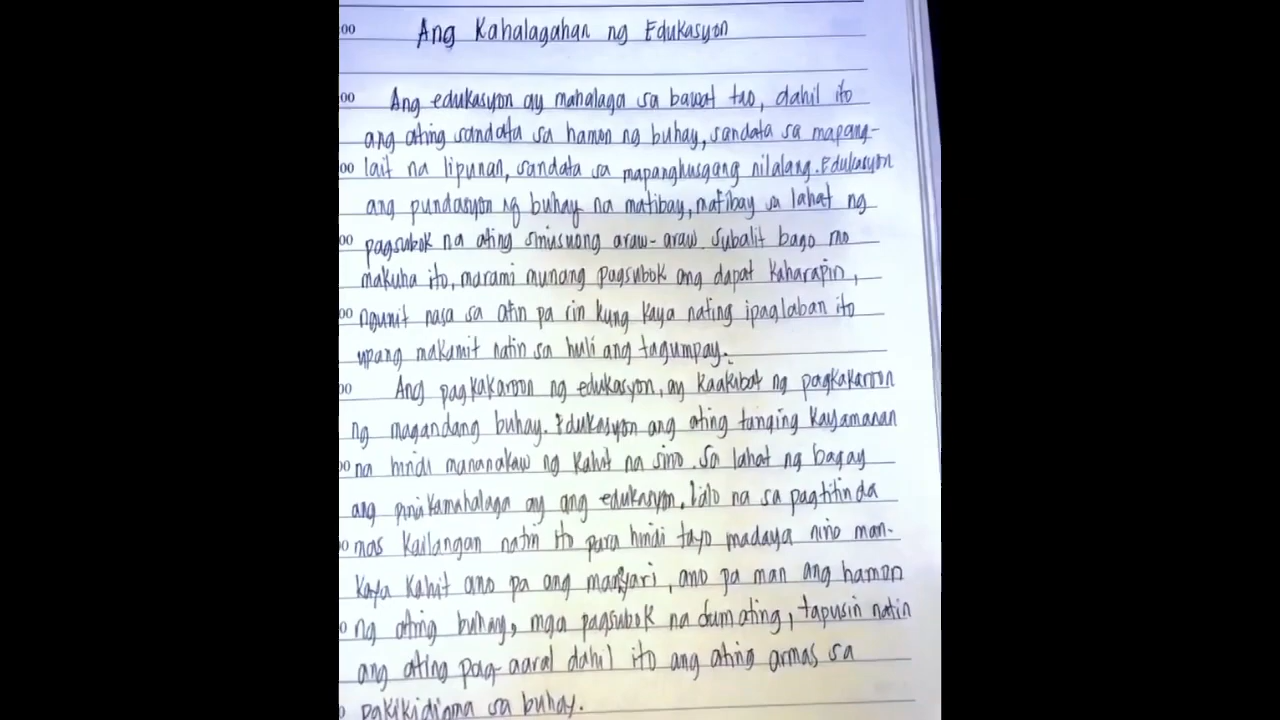 Ang Kahalagahan ng Edukasyon
Ang edukasyon ay mahalaga sa bawat tao, dahil ito
ang ating sandata sa hamon ng buhay, sandata sa mapang-
lait na lipunan, sandata sa mapanghusgang nilalang. Edukasyon
ang pundasyon ng buhay na matibay, matibay sa lahat ng
pagsubok na ating sinusuong araw-araw. Subalit bago mo
makuha ito, marami munang pagsubok ang dapat kaharapin,
ngunit nasa sa atin pa rin kung kaya nating ipaglaban ito
upang makamit natin sa huli ang tagumpay.
Ang pagkakaroon ng edukasyon, ay kaakibat ng pagkakaroon
ng magandang buhay. Edukasyon ang ating tanging kayamanan
na hindi mananakaw ng kahit na sino. Sa lahat ng bagay
ang pinakamahalaga ay ang edukasyon, lalo na sa pagtitinda
mas kailangan natin ito para hindi tayo madaya nino man.
Kaya kahit ano pa ang mangyari, ano pa man ang hamon
ng ating buhay, mga pagsubok na dumating, tapusin natin
ang ating pag-aaral dahil ito ang ating armas sa
pakikidigma sa buhay.